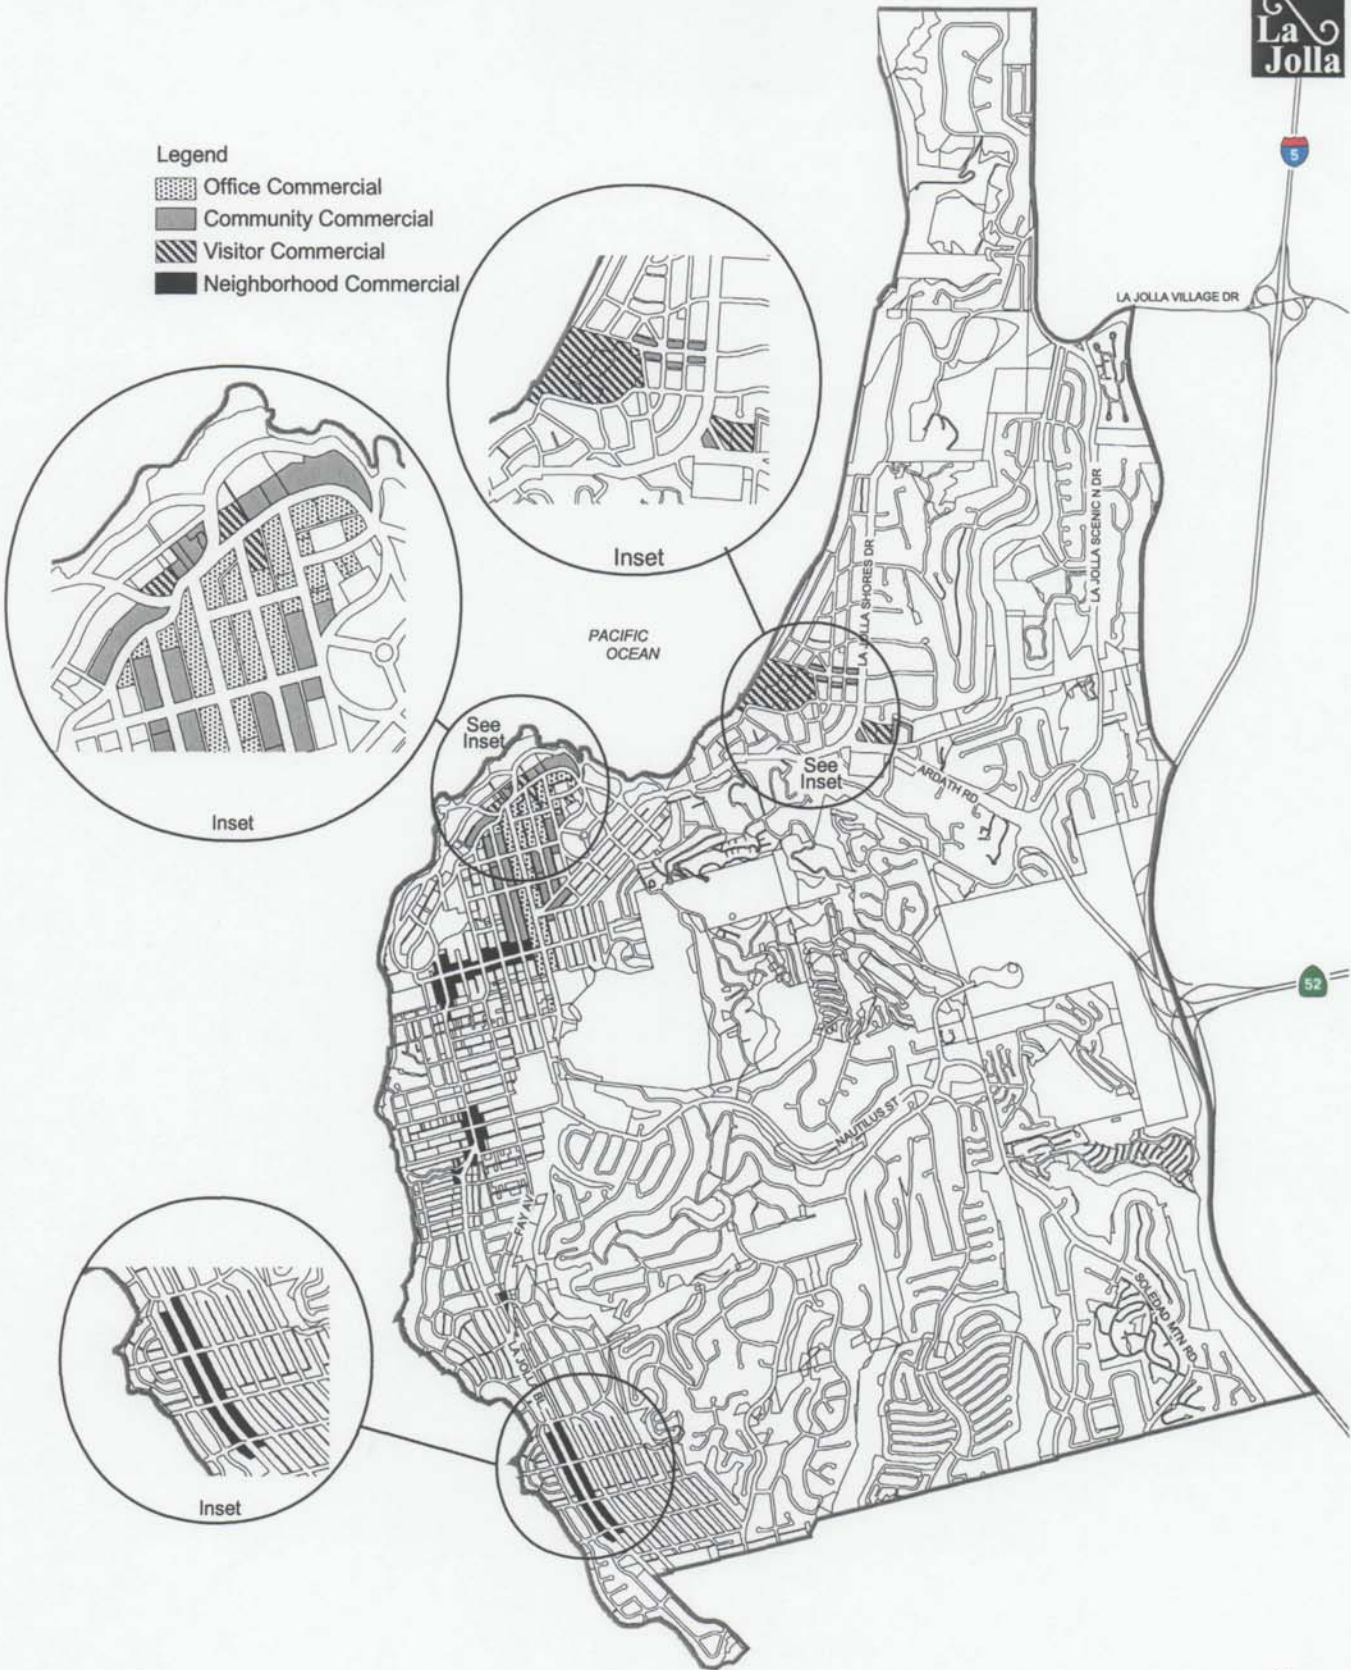 La
Jolla
5
Legend
Office Commercial
Community Commercial
Visitor Commercial
Neighborhood Commercial
LA JOLLA VILLAGE DR
Inset
LA JOLLA SHORES DR
LA JOLLA SCENIC N DR
PACIFIC
OCEAN
See
Inset
See
Inset
ARDATH RD
Inset
52
NAUTILUS ST
FAY AV
SOLEDAD MTN RD
LA JOLLA BL
Inset